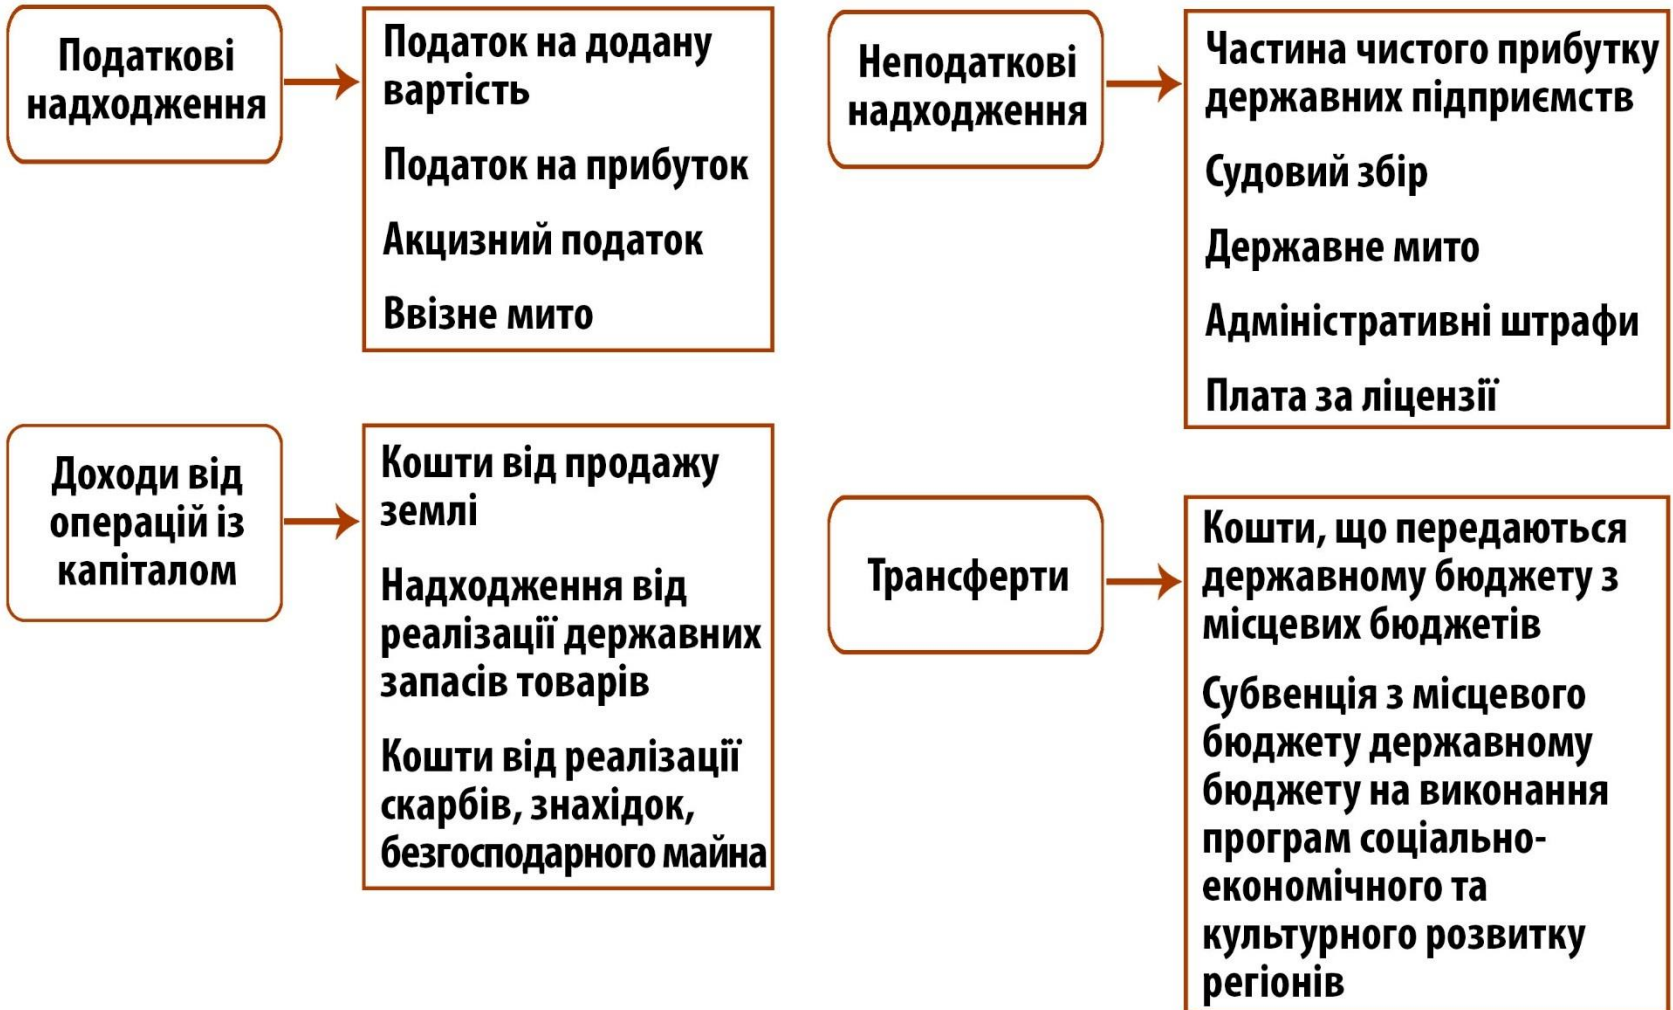 Податкові
надходження
Податок на додану
вартість
Податок на прибуток
Акцизний податок
Ввізне мито
Неподаткові
надходження
Частина чистого прибутку
державних підприємств
Судовий збір
Державне мито
Адміністративні штрафи
Плата за ліцензії
Доходи від
операцій із
капіталом
Кошти від продажу
землі
Надходження від
реалізації державних
запасів товарів
Кошти від реалізації
скарбів, знахідок,
безгосподарного майна
Трансферти
Кошти, що передаються
державному бюджету з
місцевих бюджетів
Субвенція з місцевого
бюджету державному
бюджету на виконання
програм соціально-
економічного та
культурного розвитку
регіонів